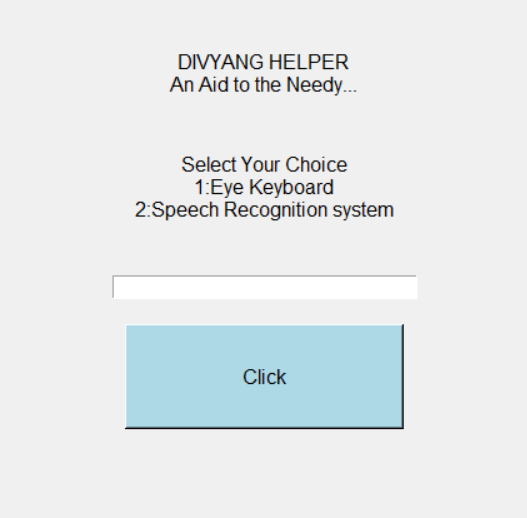 DIVYANG HELPER
An Aid to the Needy...
Select Your Choice
1:Eye Keyboard
2:Speech Recognition system
Click